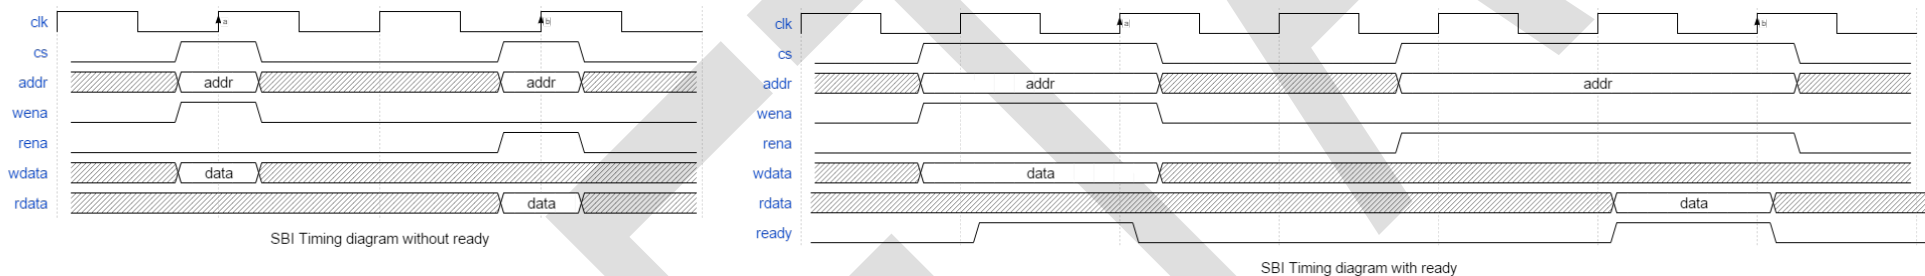 clk a b
cs
addr addr addr
wena
rena
wdata data
rdata data
SBI Timing diagram without ready
clk a b
cs
addr addr addr
wena
rena
wdata data
rdata data
ready
SBI Timing diagram with ready